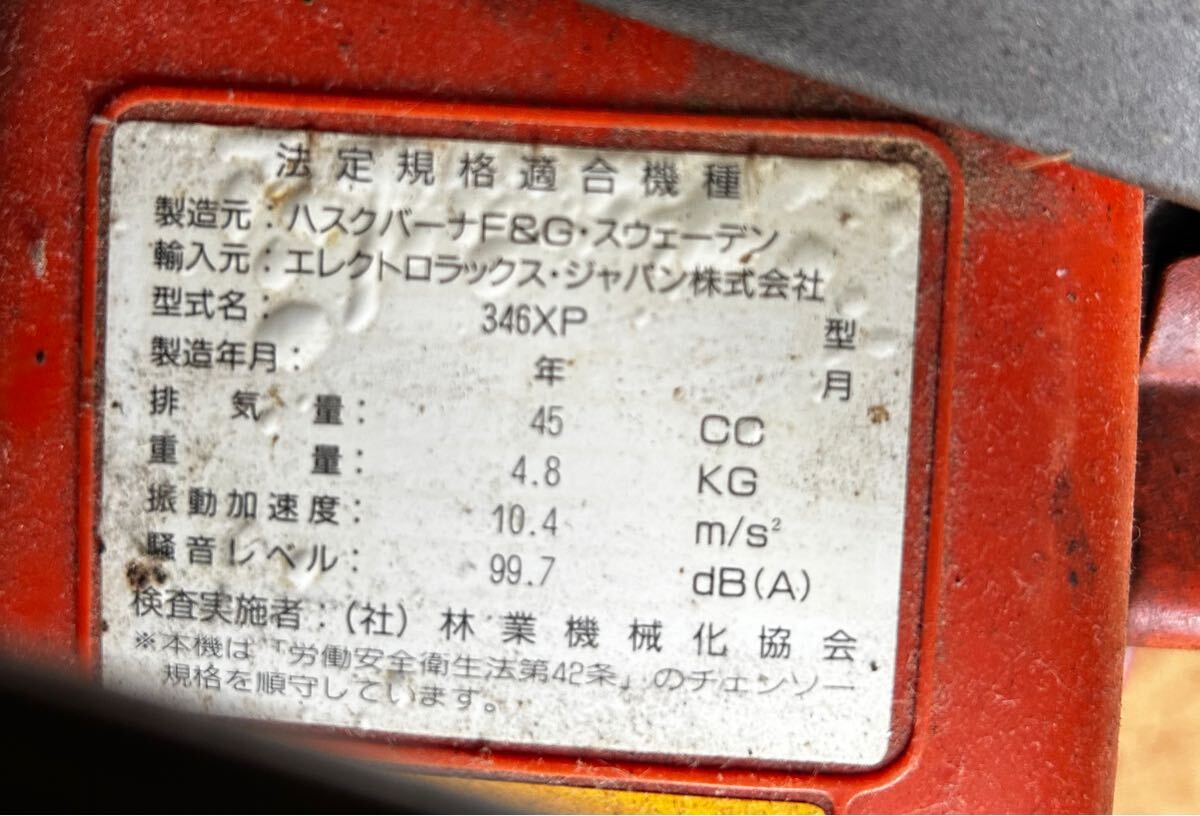 法定規格適合機種
製造元：ハスクバーナF&G・スウェーデン
輸入元：エレクトロラックス・ジャパン株式会社
型式名： 346XP 型
製造年月： 年 月
排気量： 45 CC
重量： 4.8 KG
振動加速度： 10.4 m/s²
騒音レベル： 99.7 dB(A)
検査実施者：(社)林業機械化協会
※本機は「労働安全衛生法第42条」のチェンソー
規格を順守しています。